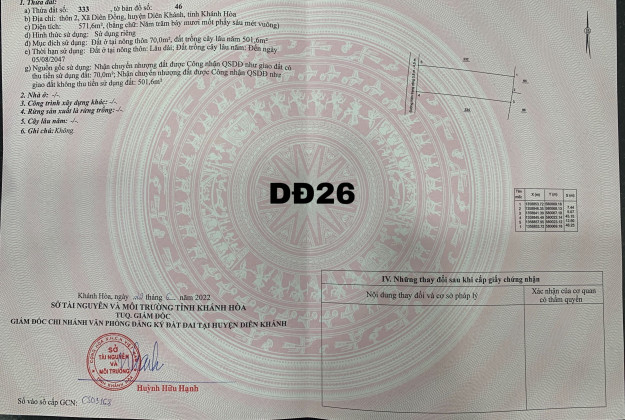 1. Thửa đất:
a) Thửa đất số: 333 , tờ bản đồ số: 46
b) Địa chỉ: thôn 2, Xã Diên Đồng, huyện Diên Khánh, tỉnh Khánh Hòa
c) Diện tích: 571,6m², (bằng chữ: Năm trăm bảy mươi một phẩy sáu mét vuông)
d) Hình thức sử dụng: Sử dụng riêng
đ) Mục đích sử dụng: Đất ở tại nông thôn 70,0m², đất trồng cây lâu năm 501,6m²
e) Thời hạn sử dụng: Đất ở tại nông thôn: Lâu dài; Đất trồng cây lâu năm: Đến ngày
05/08/2047
g) Nguồn gốc sử dụng: Nhận chuyển nhượng đất được Công nhận QSDĐ như giao đất có
thu tiền sử dụng đất: 70,0m²; Nhận chuyển nhượng đất được Công nhận QSDĐ như
giao đất không thu tiền sử dụng đất: 501,6m²
2. Nhà ở: -/-
3. Công trình xây dựng khác: -/-
4. Rừng sản xuất là rừng trồng: -/-
5. Cây lâu năm: -/-
6. Ghi chú: Không
DĐ26
Khánh Hòa, ngày tháng năm 2022
SỞ TÀI NGUYÊN VÀ MÔI TRƯỜNG TỈNH KHÁNH HÒA
TUQ. GIÁM ĐỐC
GIÁM ĐỐC CHI NHÁNH VĂN PHÒNG ĐĂNG KÝ ĐẤT ĐAI TẠI HUYỆN DIÊN KHÁNH
SỞ
TÀI NGUYÊN
VÀ
MÔI TRƯỜNG
Huỳnh Hữu Hạnh
Số vào sổ cấp GCN:
IV. Những thay đổi sau khi cấp giấy chứng nhận
Nội dung thay đổi và cơ sở pháp lý
Xác nhận của cơ quan
có thẩm quyền